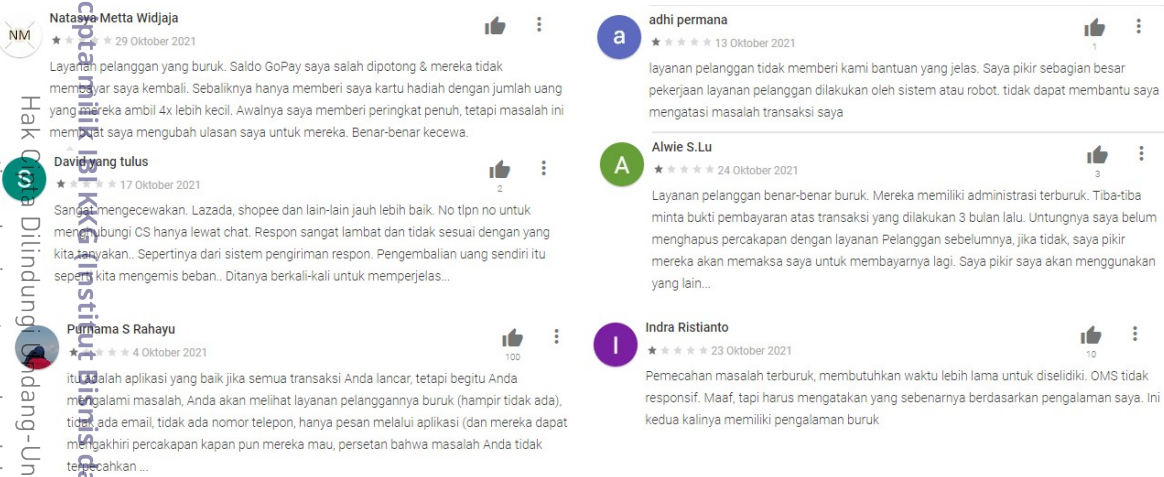 NM
Natasya Metta Widjaja
29 Oktober 2021
Layanan pelanggan yang buruk. Saldo GoPay saya salah dipotong & mereka tidak
membayar saya kembali. Sebaliknya hanya memberi saya kartu hadiah dengan jumlah uang
yang mereka ambil 4x lebih kecil. Awalnya saya memberi peringkat penuh, tetapi masalah ini
membuat saya mengubah ulasan saya untuk mereka. Benar-benar kecewa.
S
David yang tulus
17 Oktober 2021
2
Sangat mengecewakan. Lazada, shopee dan lain-lain jauh lebih baik. No tlpn no untuk
menghubungi CS hanya lewat chat. Respon sangat lambat dan tidak sesuai dengan yang
kita tanyakan.. Sepertinya dari sistem pengiriman respon. Pengembalian uang sendiri itu
seperti kita mengemis beban.. Ditanya berkali-kali untuk memperjelas...
Purnama S Rahayu
4 Oktober 2021
100
itu adalah aplikasi yang baik jika semua transaksi Anda lancar, tetapi begitu Anda
mengalami masalah, Anda akan melihat layanan pelanggannya buruk (hampir tidak ada),
tidak ada email, tidak ada nomor telepon, hanya pesan melalui aplikasi (dan mereka dapat
mengakhiri percakapan kapan pun mereka mau, persetan bahwa masalah Anda tidak
terpecahkan ...
a
adhi permana
13 Oktober 2021
1
layanan pelanggan tidak memberi kami bantuan yang jelas. Saya pikir sebagian besar
pekerjaan layanan pelanggan dilakukan oleh sistem atau robot. tidak dapat membantu saya
mengatasi masalah transaksi saya
A
Alwie S.Lu
24 Oktober 2021
3
Layanan pelanggan benar-benar buruk. Mereka memiliki administrasi terburuk. Tiba-tiba
minta bukti pembayaran atas transaksi yang dilakukan 3 bulan lalu. Untungnya saya belum
menghapus percakapan dengan layanan Pelanggan sebelumnya, jika tidak, saya pikir
mereka akan memaksa saya untuk membayarnya lagi. Saya pikir saya akan menggunakan
yang lain...
I
Indra Ristianto
23 Oktober 2021
10
Pemecahan masalah terburuk, membutuhkan waktu lebih lama untuk diselidiki. OMS tidak
responsif. Maaf, tapi harus mengatakan yang sebenarnya berdasarkan pengalaman saya. Ini
kedua kalinya memiliki pengalaman buruk
cipta milik IBI KKG (Institut Bisnis da
Hak Cipta Dilindungi Undang-Un